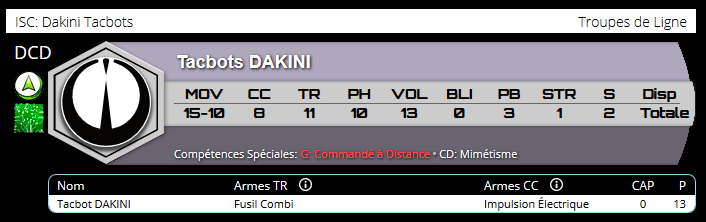 ISC: Dakini Tacbots Troupes de Ligne
DCD
Tacbots DAKINI
MOV CC TR PH VOL BLI PB STR S Disp
15-10 8 11 10 13 0 3 1 2 Totale
Compétences Spéciales: G: Commandé à Distance • CD: Mimétisme
Nom Armes TR Armes CC CAP P
Tacbot DAKINI Fusil Combi Impulsion Électrique 0 13